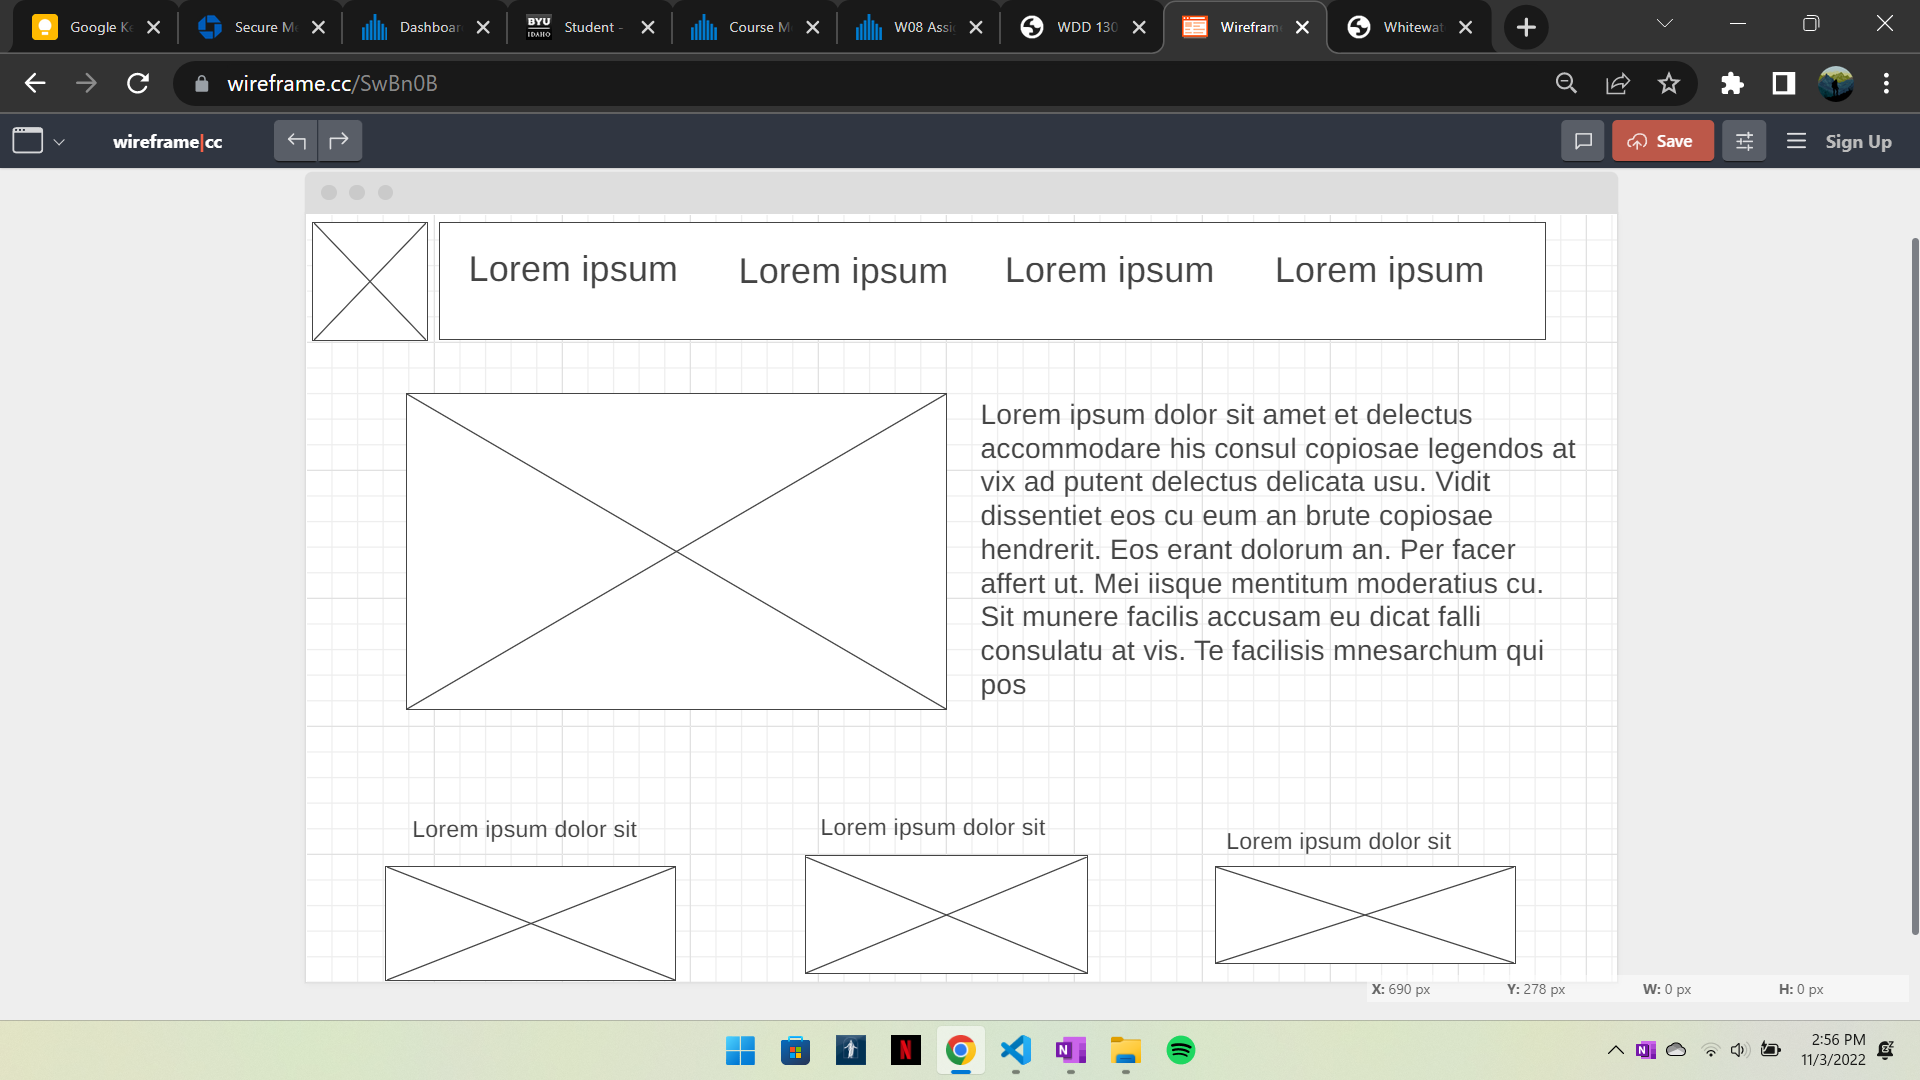 Google Ke
Secure Me
Dashboar
BYU
IDAHO
Student -
Course M
W08 Assi
WDD 130
Wireframe
Whitewat
wireframe.cc/SwBn0B
wireframe|cc
Save
Sign Up
Lorem ipsum
Lorem ipsum
Lorem ipsum
Lorem ipsum
Lorem ipsum dolor sit amet et delectus
accommodare his consul copiosae legendos at
vix ad putent delectus delicata usu. Vidit
dissentiet eos cu eum an brute copiosae
hendrerit. Eos erant dolorum an. Per facer
affert ut. Mei iisque mentitum moderatius cu.
Sit munere facilis accusam eu dicat falli
consulatu at vis. Te facilisis mnesarchum qui
pos
Lorem ipsum dolor sit
Lorem ipsum dolor sit
Lorem ipsum dolor sit
X: 690 px
Y: 278 px
W: 0 px
H: 0 px
2:56 PM
11/3/2022